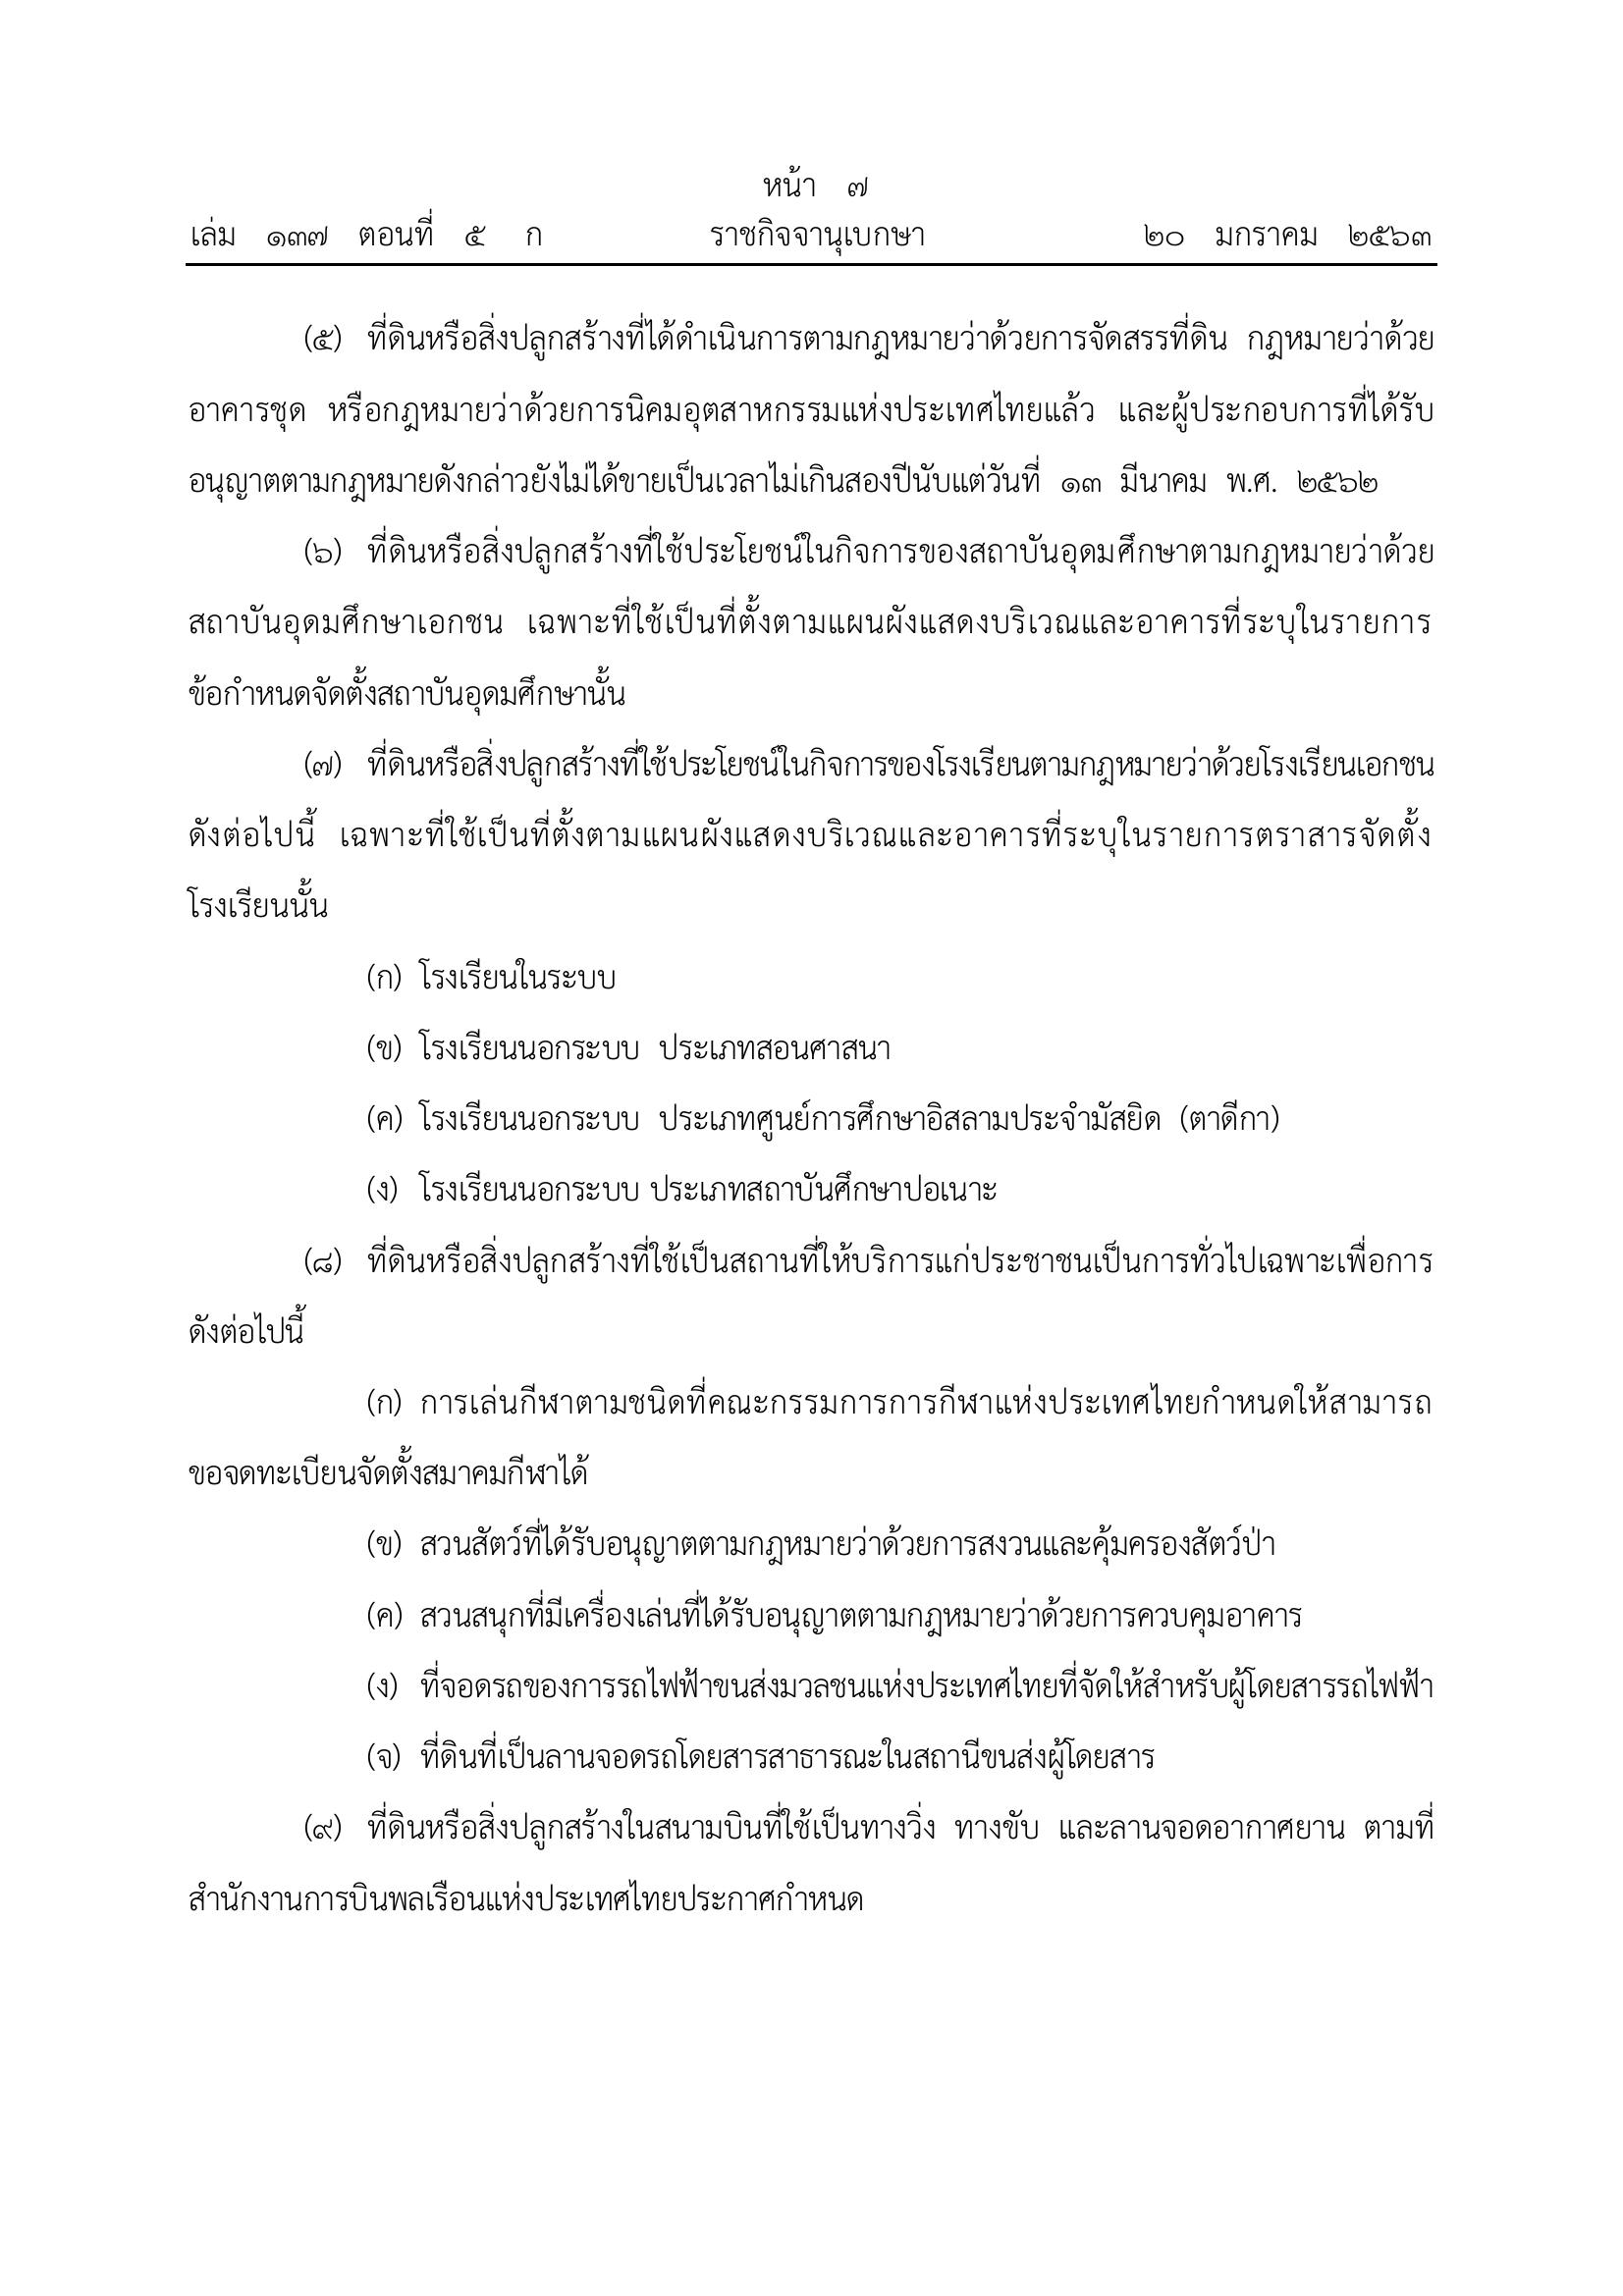 หน้า ๗
เล่ม ๑๓๗ ตอนที่ ๕ ก ราชกิจจานุเบกษา ๒๐ มกราคม ๒๕๖๓
(๕) ที่ดินหรือสิ่งปลูกสร้างที่ได้ดำเนินการตามกฎหมายว่าด้วยการจัดสรรที่ดิน กฎหมายว่าด้วย
อาคารชุด หรือกฎหมายว่าด้วยการนิคมอุตสาหกรรมแห่งประเทศไทยแล้ว และผู้ประกอบการที่ได้รับ
อนุญาตตามกฎหมายดังกล่าวยังไม่ได้ขายเป็นเวลาไม่เกินสองปีนับแต่วันที่ ๑๓ มีนาคม พ.ศ. ๒๕๖๒
(๖) ที่ดินหรือสิ่งปลูกสร้างที่ใช้ประโยชน์ในกิจการของสถาบันอุดมศึกษาตามกฎหมายว่าด้วย
สถาบันอุดมศึกษาเอกชน เฉพาะที่ใช้เป็นที่ตั้งตามแผนผังแสดงบริเวณและอาคารที่ระบุในรายการ
ข้อกำหนดจัดตั้งสถาบันอุดมศึกษานั้น
(๗) ที่ดินหรือสิ่งปลูกสร้างที่ใช้ประโยชน์ในกิจการของโรงเรียนตามกฎหมายว่าด้วยโรงเรียนเอกชน
ดังต่อไปนี้ เฉพาะที่ใช้เป็นที่ตั้งตามแผนผังแสดงบริเวณและอาคารที่ระบุในรายการตราสารจัดตั้ง
โรงเรียนนั้น
(ก) โรงเรียนในระบบ
(ข) โรงเรียนนอกระบบ ประเภทสอนศาสนา
(ค) โรงเรียนนอกระบบ ประเภทศูนย์การศึกษาอิสลามประจำมัสยิด (ตาดีกา)
(ง) โรงเรียนนอกระบบ ประเภทสถาบันศึกษาปอเนาะ
(๘) ที่ดินหรือสิ่งปลูกสร้างที่ใช้เป็นสถานที่ให้บริการแก่ประชาชนเป็นการทั่วไปเฉพาะเพื่อการ
ดังต่อไปนี้
(ก) การเล่นกีฬาตามชนิดที่คณะกรรมการการกีฬาแห่งประเทศไทยกำหนดให้สามารถ
ขอจดทะเบียนจัดตั้งสมาคมกีฬาได้
(ข) สวนสัตว์ที่ได้รับอนุญาตตามกฎหมายว่าด้วยการสงวนและคุ้มครองสัตว์ป่า
(ค) สวนสนุกที่มีเครื่องเล่นที่ได้รับอนุญาตตามกฎหมายว่าด้วยการควบคุมอาคาร
(ง) ที่จอดรถของการรถไฟฟ้าขนส่งมวลชนแห่งประเทศไทยที่จัดให้สำหรับผู้โดยสารรถไฟฟ้า
(จ) ที่ดินที่เป็นลานจอดรถโดยสารสาธารณะในสถานีขนส่งผู้โดยสาร
(๙) ที่ดินหรือสิ่งปลูกสร้างในสนามบินที่ใช้เป็นทางวิ่ง ทางขับ และลานจอดอากาศยาน ตามที่
สำนักงานการบินพลเรือนแห่งประเทศไทยประกาศกำหนด